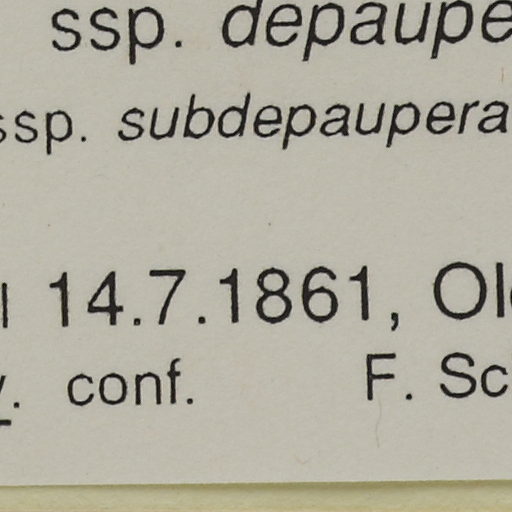 ssp. depaupe
ssp. subdepaupera
l 14.7.1861, Ol
v. conf. F. Sc